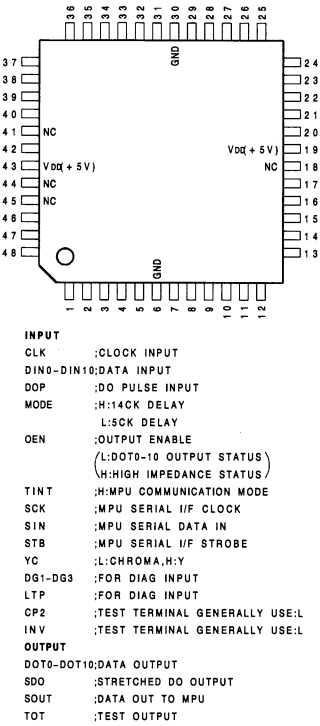 36 35 34 33 32 31 30 29 28 27 26 25
GND
37 24
38 23
39 22
40 21
41 NC 20
42 VDD(+5V) 19
43 VDD(+5V) NC 18
44 NC 17
45 NC 16
46 15
47 14
48 13
GND
1 2 3 4 5 6 7 8 9 10 11 12
INPUT
CLK ;CLOCK INPUT
DIN0-DIN10;DATA INPUT
DOP ;DO PULSE INPUT
MODE ;H:14CK DELAY
L:5CK DELAY
OEN ;OUTPUT ENABLE
(L:DOT0-10 OUTPUT STATUS
H:HIGH IMPEDANCE STATUS)
TINT ;H:MPU COMMUNICATION MODE
SCK ;MPU SERIAL I/F CLOCK
SIN ;MPU SERIAL DATA IN
STB ;MPU SERIAL I/F STROBE
YC ;L:CHROMA,H:Y
DG1-DG3 ;FOR DIAG INPUT
LTP ;FOR DIAG INPUT
CP2 ;TEST TERMINAL GENERALLY USE:L
INV ;TEST TERMINAL GENERALLY USE:L
OUTPUT
DOT0-DOT10;DATA OUTPUT
SDO ;STRETCHED DO OUTPUT
SOUT ;DATA OUT TO MPU
TOT ;TEST OUTPUT